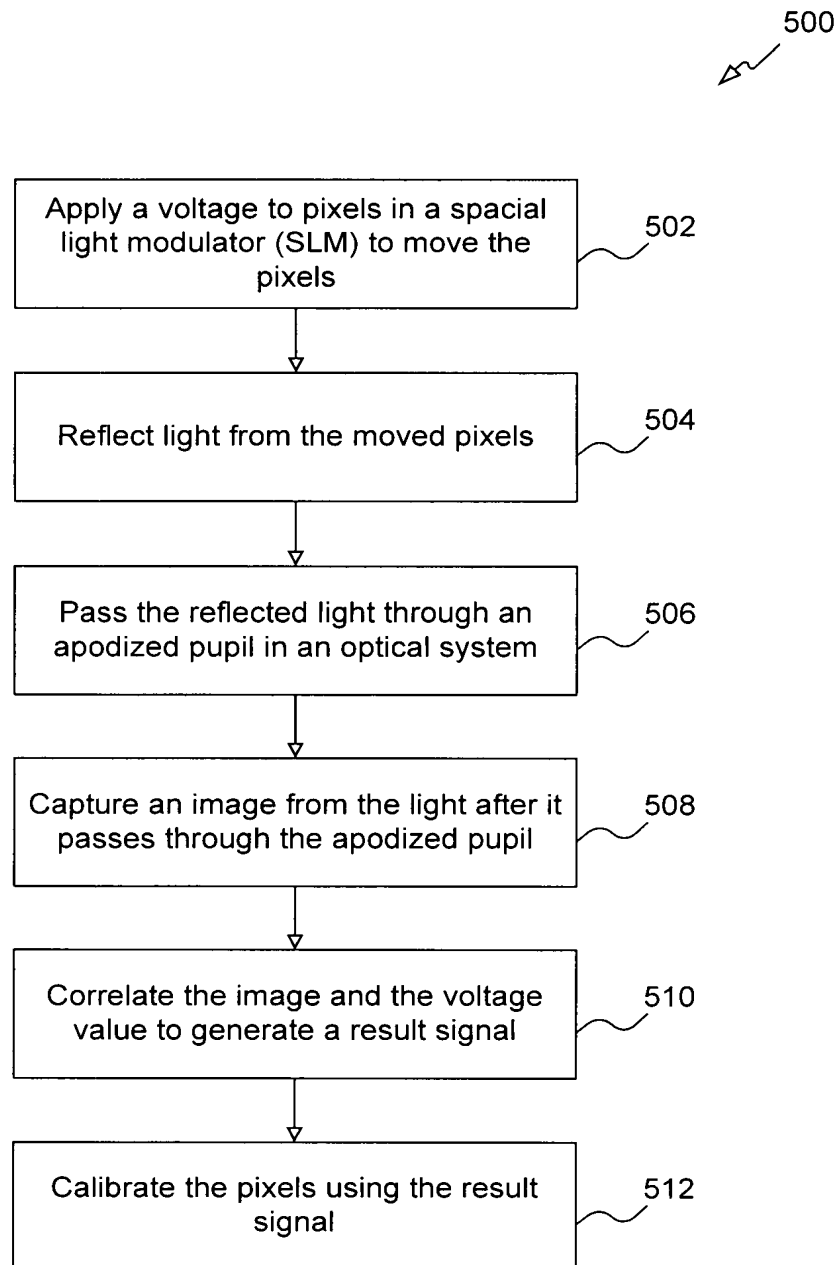 500
Apply a voltage to pixels in a spacial
light modulator (SLM) to move the
pixels
502
Reflect light from the moved pixels
504
Pass the reflected light through an
apodized pupil in an optical system
506
Capture an image from the light after it
passes through the apodized pupil
508
Correlate the image and the voltage
value to generate a result signal
510
Calibrate the pixels using the result
signal
512